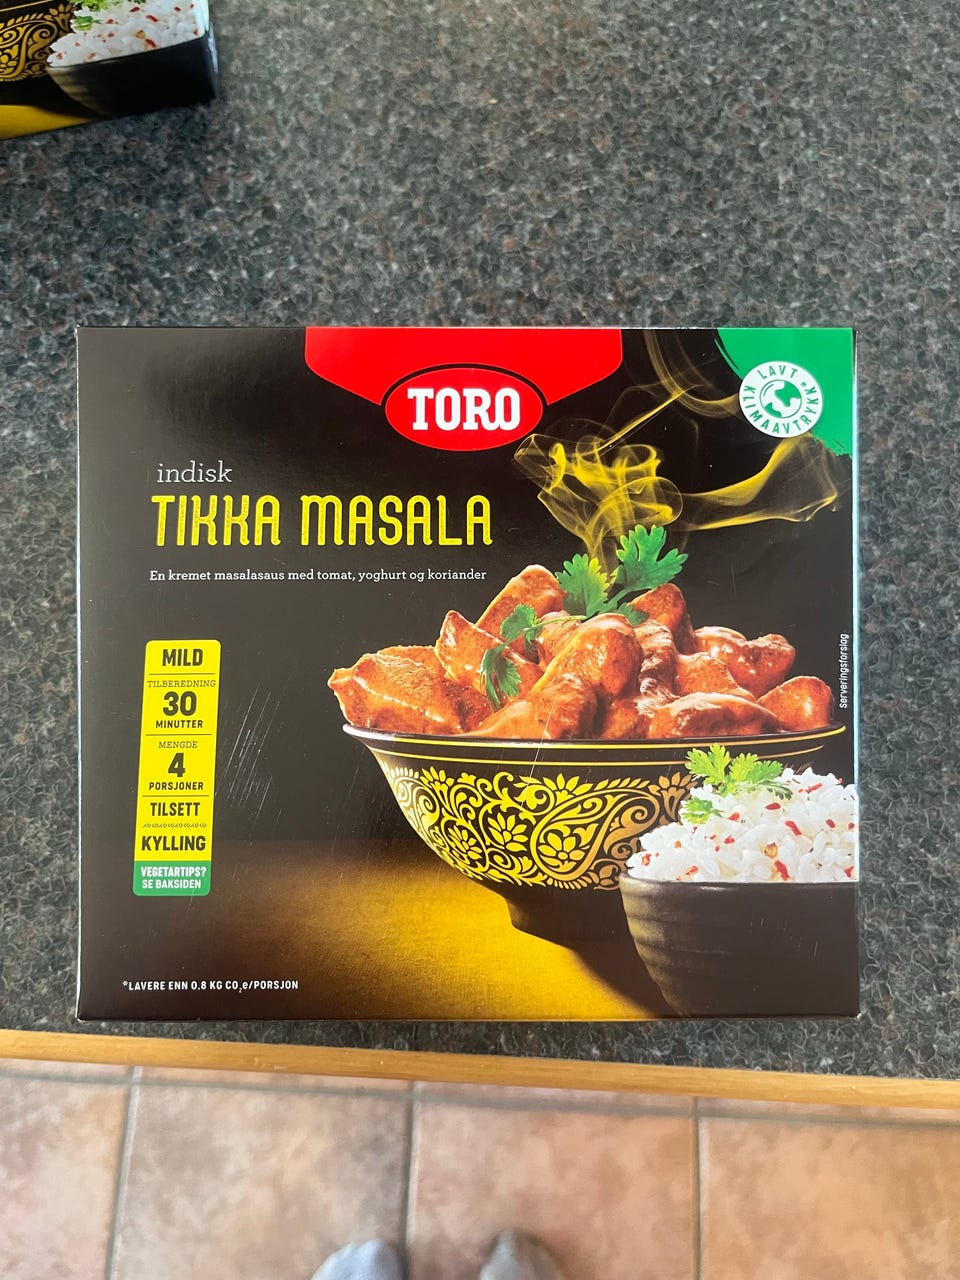 TORO
LAVT* KLIMAAVTRYKK
indisk
TIKKA MASALA
En kremet masalasaus med tomat, yoghurt og koriander
MILD
TILBEREDNING
30
MINUTTER
MENGDE
4
PORSJONER
TILSETT
KYLLING
VEGETARTIPS?
SE BAKSIDEN
Serveringsforslag
*LAVERE ENN 0.8 KG CO₂e/PORSJON